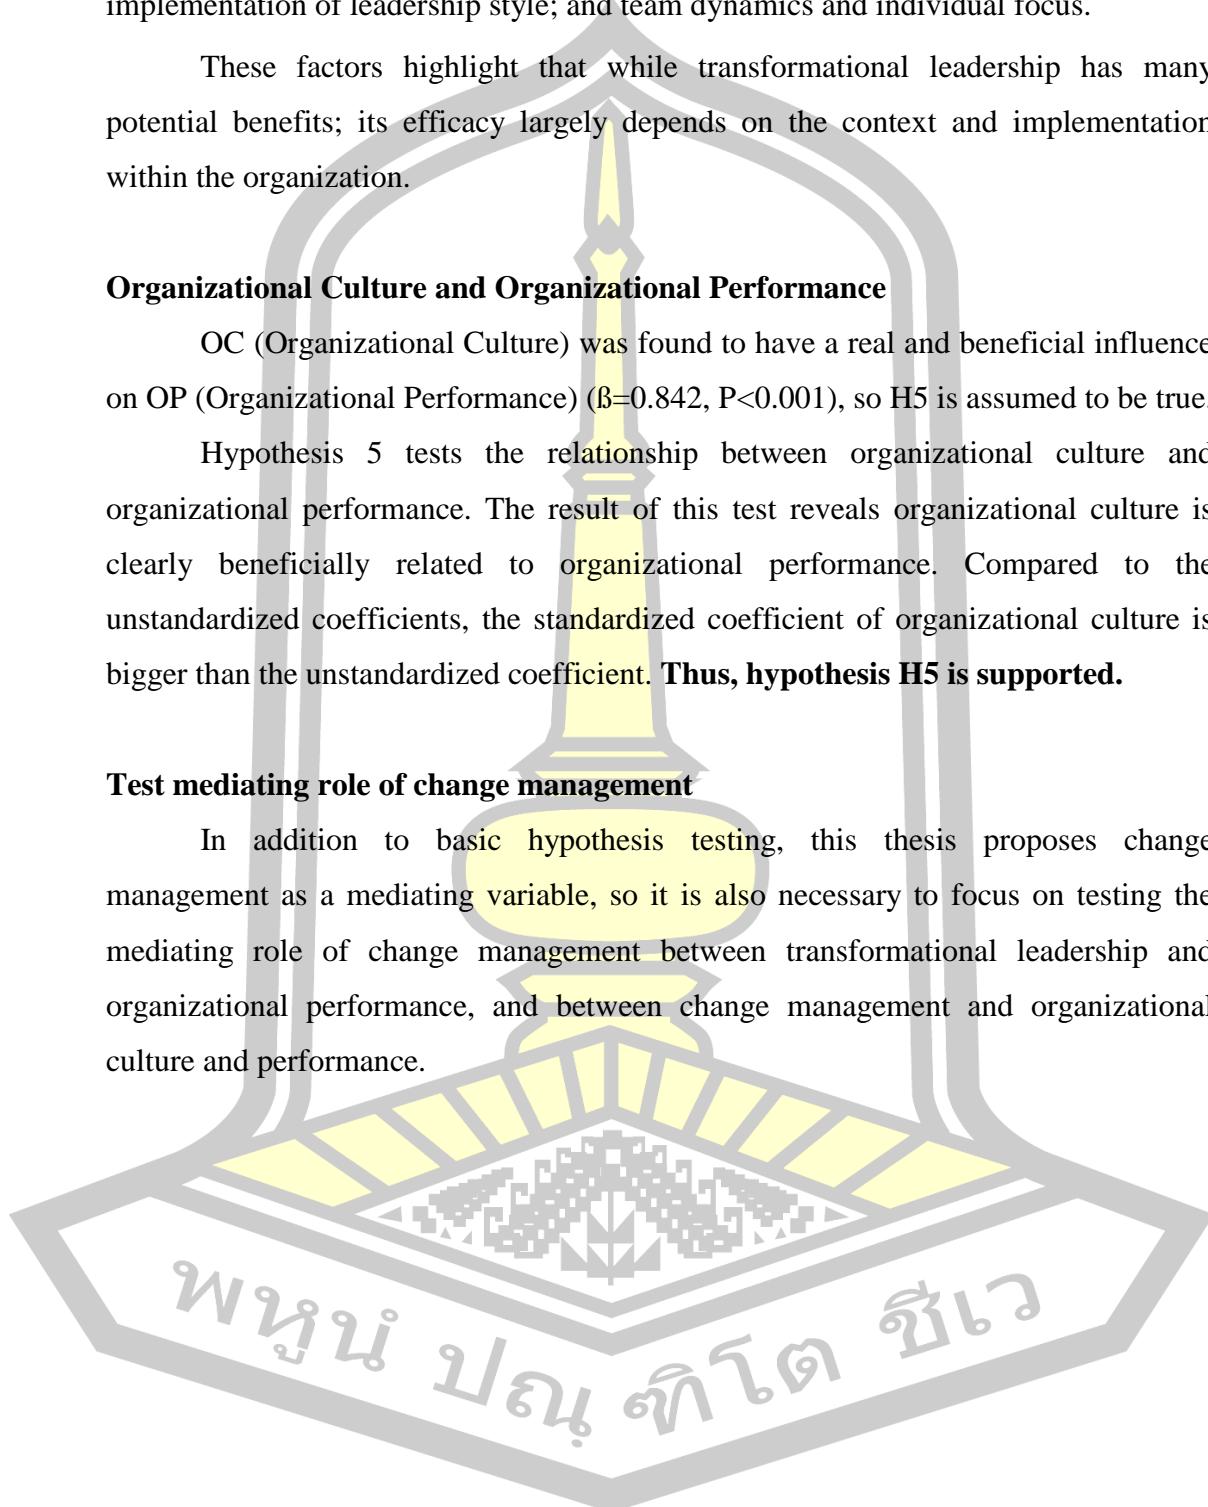 implementation of leadership style; and team dynamics and individual focus.
These factors highlight that while transformational leadership has many
potential benefits; its efficacy largely depends on the context and implementation
within the organization.
Organizational Culture and Organizational Performance
OC (Organizational Culture) was found to have a real and beneficial influence
on OP (Organizational Performance) (ß=0.842, P<0.001), so H5 is assumed to be true.
Hypothesis 5 tests the relationship between organizational culture and
organizational performance. The result of this test reveals organizational culture is
clearly beneficially related to organizational performance. Compared to the
unstandardized coefficients, the standardized coefficient of organizational culture is
bigger than the unstandardized coefficient. Thus, hypothesis H5 is supported.
Test mediating role of change management
In addition to basic hypothesis testing, this thesis proposes change
management as a mediating variable, so it is also necessary to focus on testing the
mediating role of change management between transformational leadership and
organizational performance, and between change management and organizational
culture and performance.
พหูนํ ปณฺฑิโต ชีเว